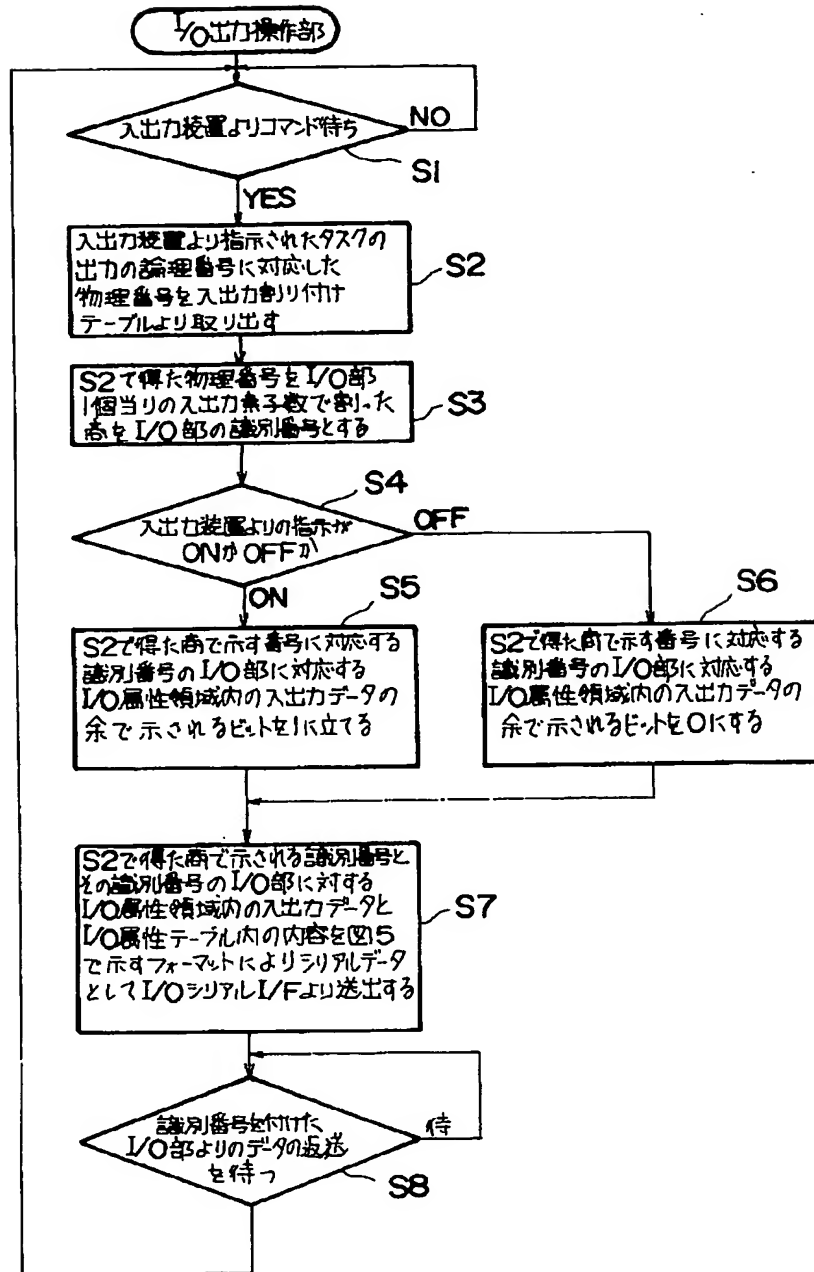 I/O出力操作部
入出力装置よりコマンド待ち
NO
S1
YES
入出力装置より指示されたタスクの
出力の論理番号に対応した
物理番号を入出力割り付け
テーブルより取り出す
S2
S2で得た物理番号をI/O部
1個当りの入出力素子数で割った
商をI/O部の識別番号とする
S3
S4
入出力装置よりの指示が
ONかOFFか
OFF
ON
S5
S6
S2で得た商で示す番号に対応する
識別番号のI/O部に対応する
I/O属性領域内の入出力データの
余で示されるビットを1に立てる
S2で得た商で示す番号に対応する
識別番号のI/O部に対応する
I/O属性領域内の入出力データの
余で示されるビットを0にする
S2で得た商で示される識別番号と
その識別番号のI/O部に対する
I/O属性領域内の入出力データと
I/O属性テーブル内の内容を図5
で示すフォーマットによりシリアルデータ
としてI/OシリアルI/Fより送出する
S7
識別番号を付けた
I/O部よりのデータの返送
を待つ
待
S8